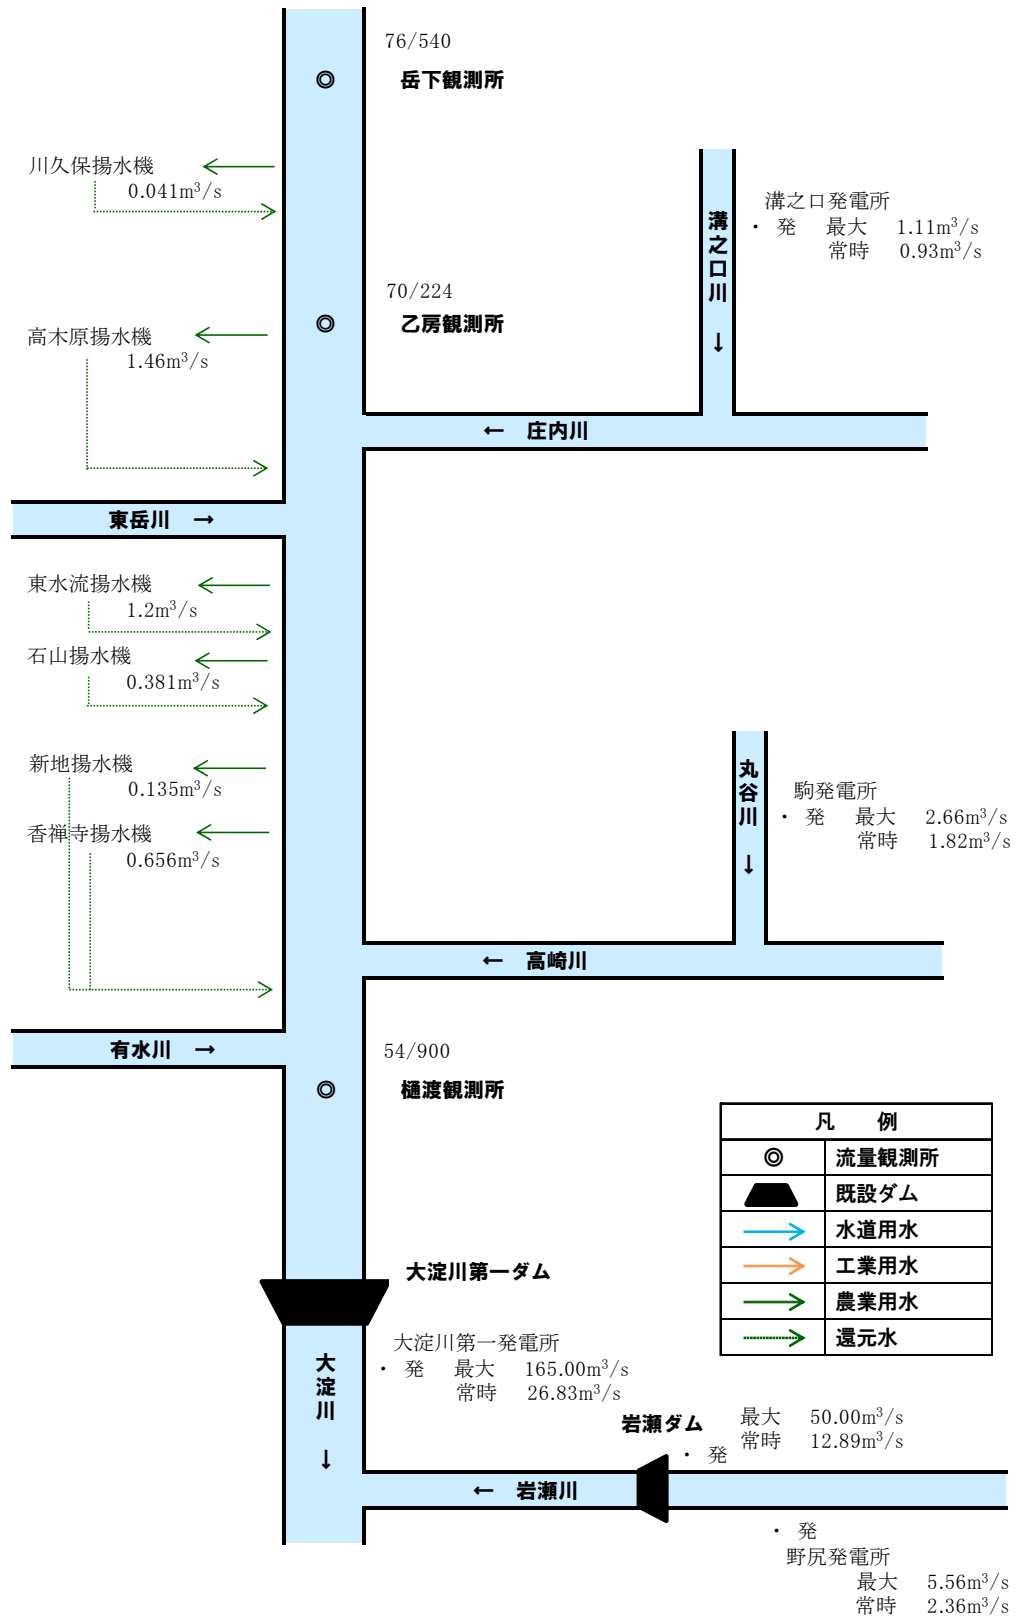 76/540
◎ 岳下観測所
川久保揚水機
0.041m³/s
溝之口川 ↓
溝之口発電所
・ 発 最大 1.11m³/s
常時 0.93m³/s
70/224
◎ 乙房観測所
高木原揚水機
1.46m³/s
← 庄内川
東岳川 →
東水流揚水機
1.2m³/s
石山揚水機
0.381m³/s
新地揚水機
0.135m³/s
香禅寺揚水機
0.656m³/s
丸谷川 ↓
駒発電所
・ 発 最大 2.66m³/s
常時 1.82m³/s
← 高崎川
有水川 →
54/900
◎ 樋渡観測所
凡 例
◎ 流量観測所
既設ダム
水道用水
工業用水
農業用水
還元水
大淀川第一ダム
大淀川第一発電所
・ 発 最大 165.00m³/s
常時 26.83m³/s
大淀川 ↓
岩瀬ダム
最大 50.00m³/s
常時 12.89m³/s
・ 発
← 岩瀬川
・ 発
野尻発電所
最大 5.56m³/s
常時 2.36m³/s